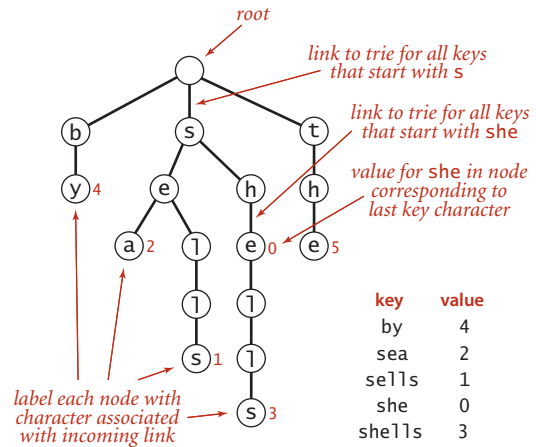 root
link to trie for all keys
that start with s
b
s
t
link to trie for all keys
that start with she
y 4
e
h
h
value for she in node
corresponding to
last key character
a 2
l
e 0
e 5
l
l
key value
by 4
s 1
l
sea 2
sells 1
label each node with
character associated
with incoming link
s 3
she 0
shells 3